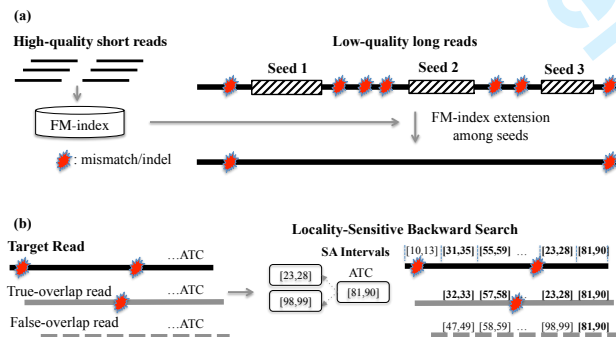 (a)
High-quality short reads
Low-quality long reads
Seed 1
Seed 2
Seed 3
FM-index
FM-index extension
among seeds
: mismatch/indel
(b)
Locality-Sensitive Backward Search
Target Read
...ATC
True-overlap read
...ATC
False-overlap read
...ATC
SA Intervals
ATC
[23,28]
[81,90]
[98,99]
[10,13] [31,35] [55,59] ... [23,28] [81,90]
[32,33] [57,58] ... [23,28] [81,90]
[47,49] [58,59] ... [98,99] [81,90]